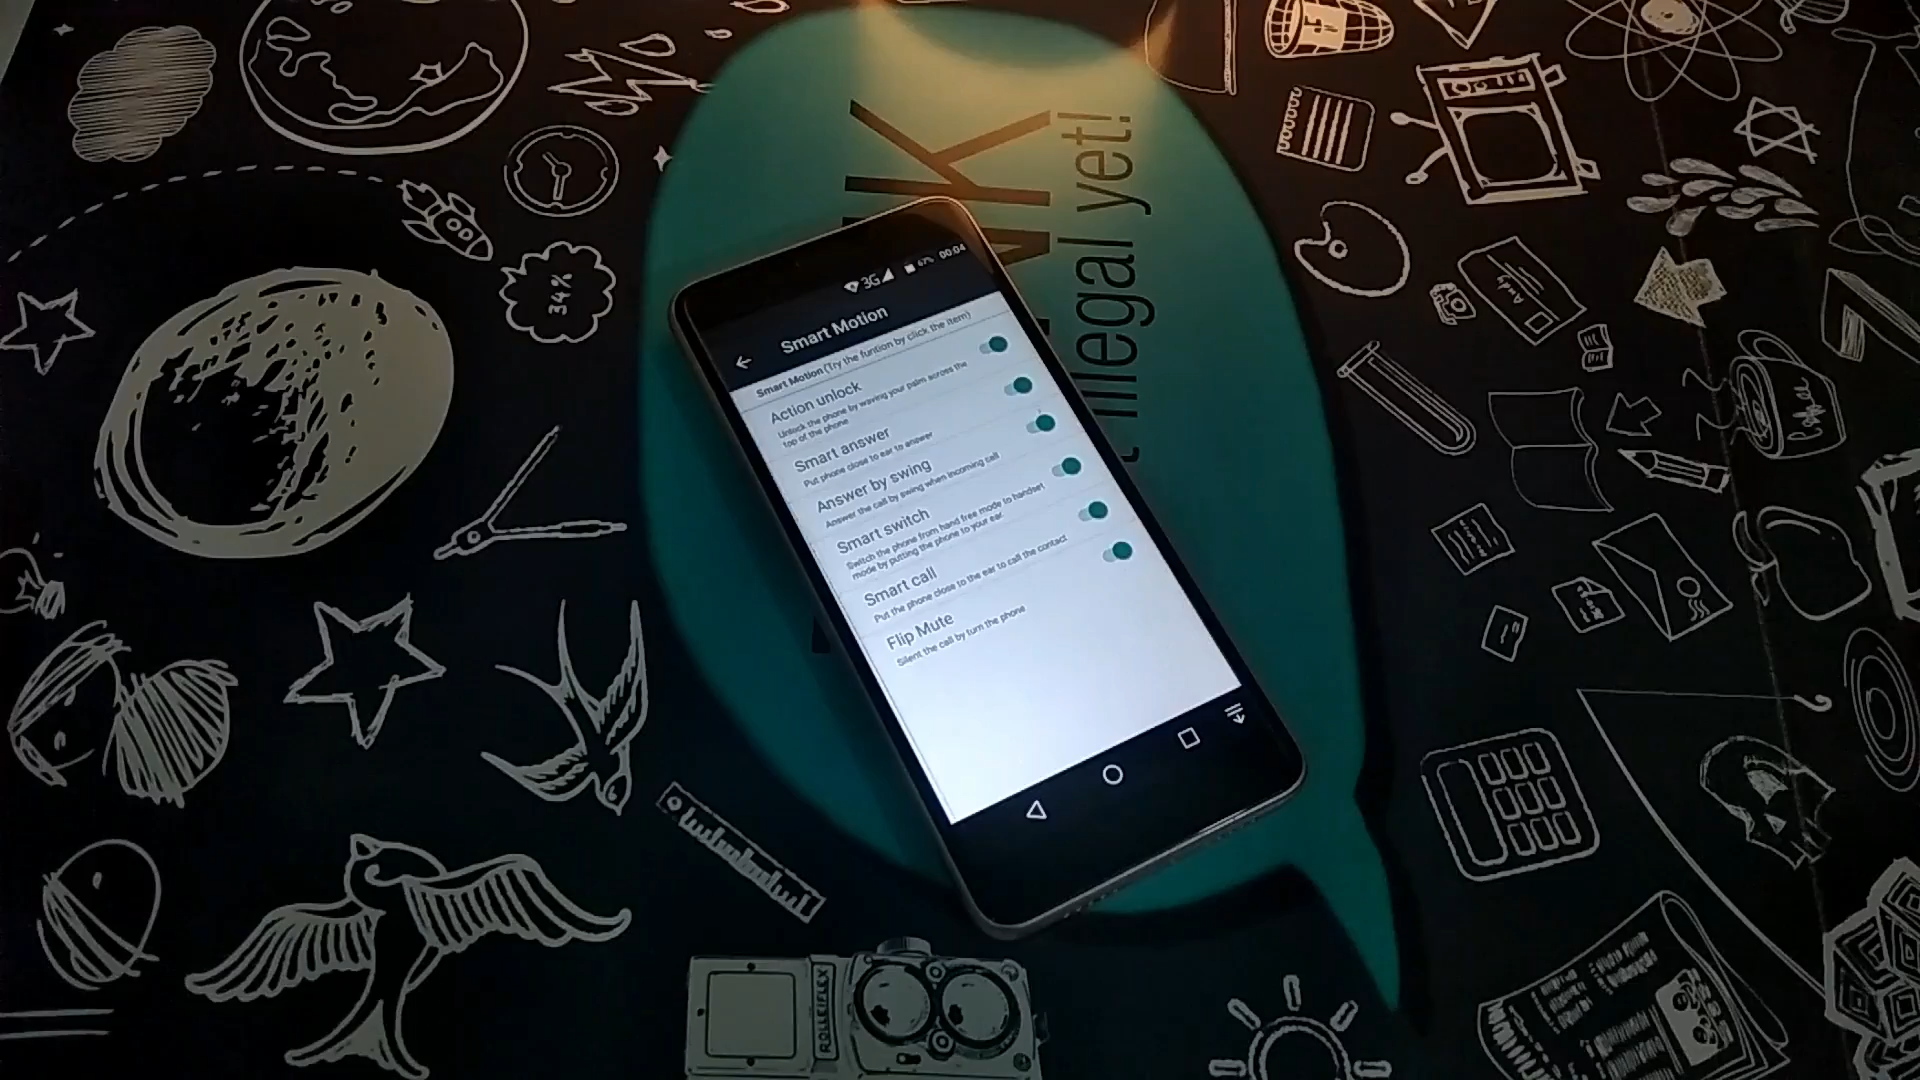 3G 67% 00:04
Smart Motion
Smart Motion(Try the funtion by click the item)
Action unlock
Unlock the phone by waving your palm across the
top of the phone
Smart answer
Put phone close to ear to answer
Answer by swing
Answer the call by swing when incoming call
Smart switch
Switch the phone from hand free mode to handset
mode by putting the phone to your ear.
Smart call
Put the phone close to the ear to call the contact
Flip Mute
Silent the call by turn the phone
NK
t illegal yet!
34%
Andy
Coffee
ROLLEIFLEX